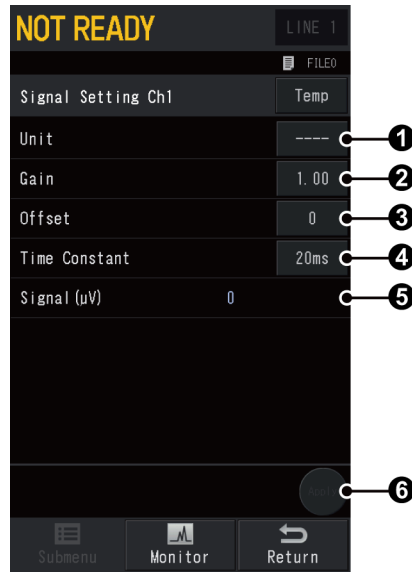 NOT READY LINE 1
FILE0
Signal Setting Ch1 Temp
Unit ---- 1
Gain 1.00 2
Offset 0 3
Time Constant 20ms 4
Signal(μV) 0 5
Apply 6
Submenu Monitor Return